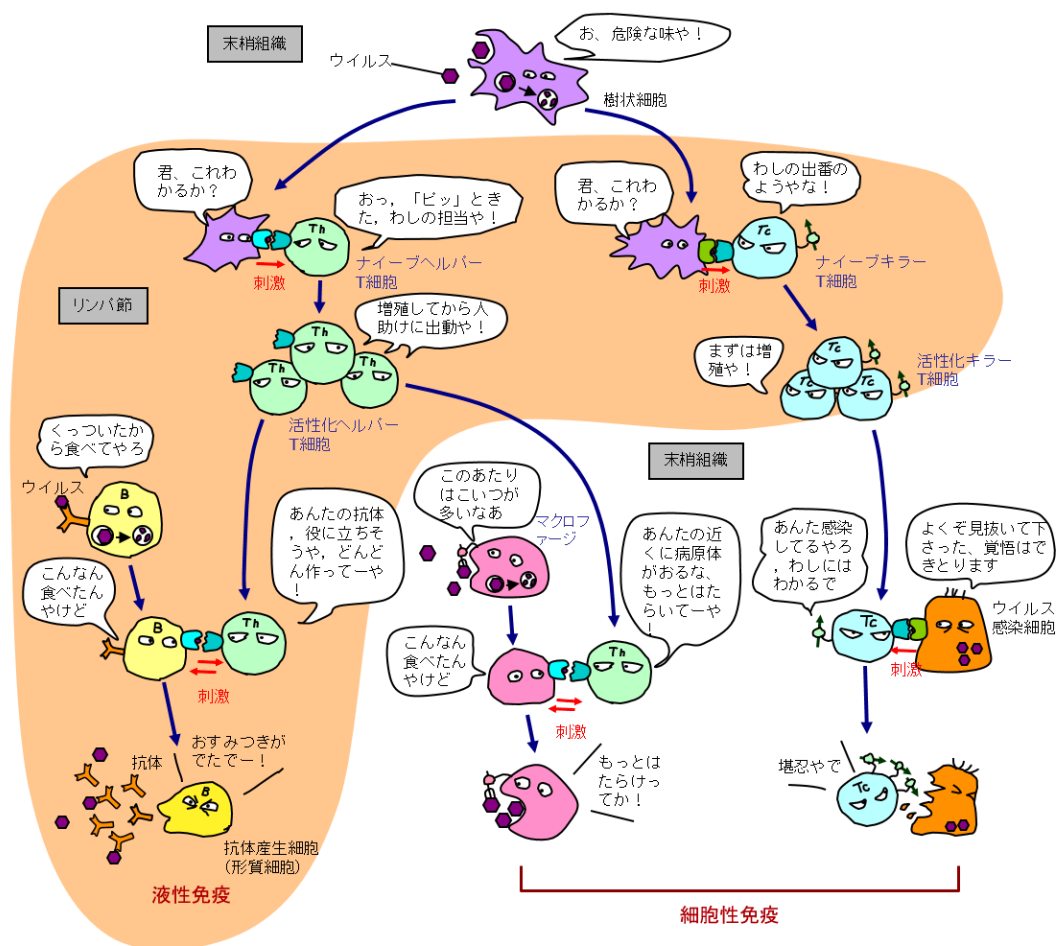 末梢組織
お、危険な味や！
ウイルス
樹状細胞
君、これわ
かるか？
おっ，「ビッ」とき
た，わしの担当や！
Th
ナイーブヘルパー
T細胞
刺激
君、これわ
かるか？
わしの出番の
ようやな！
Tc
ナイーブキラー
T細胞
刺激
リンパ節
増殖してから人
助けに出動や！
Th
Th
Th
活性化ヘルパー
T細胞
まずは増
殖や！
Tc
Tc
Tc
活性化キラー
T細胞
くっついたか
ら食べてやろ
ウイルス
B
こんなん
食べたん
やけど
あんたの抗体
，役に立ちそ
うや，どんど
ん作ってーや
！
B
Th
刺激
末梢組織
このあたり
はこいつが
多いなあ
マクロフ
ァージ
あんたの近
くに病原体
がおるな、
もっとはた
らいてーや
！
こんなん
食べたん
やけど
Th
刺激
あんた感染
してるやろ
，わしには
わかるで
よくぞ見抜いて下
さった、覚悟はで
きとります
Tc
ウイルス
感染細胞
刺激
おすみつきが
でたでー！
抗体
B
抗体産生細胞
(形質細胞)
液性免疫
もっとは
たらけっ
てか！
堪忍やで
Tc
細胞性免疫